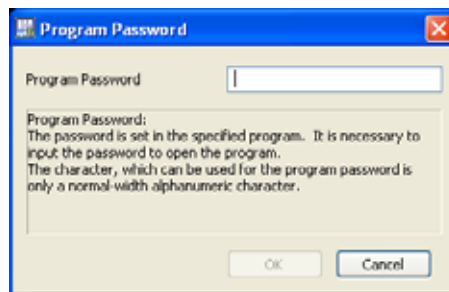 Program Password
Program Password
Program Password:
The password is set in the specified program. It is necessary to
input the password to open the program.
The character, which can be used for the program password is
only a normal-width alphanumeric character.
OK
Cancel